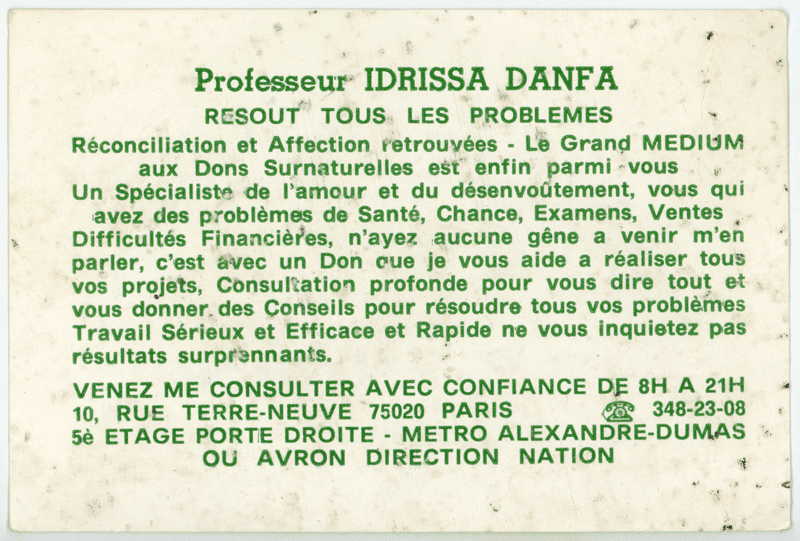 Professeur IDRISSA DANFA
RESOUT TOUS LES PROBLEMES
Réconciliation et Affection retrouvées - Le Grand MEDIUM
aux Dons Surnaturelles est enfin parmi vous
Un Spécialiste de l'amour et du désenvoûtement, vous qui
avez des problèmes de Santé, Chance, Examens, Ventes
Difficultés Financières, n'ayez aucune gêne a venir m'en
parler, c'est avec un Don que je vous aide a réaliser tous
vos projets, Consultation profonde pour vous dire tout et
vous donner des Conseils pour résoudre tous vos problèmes
Travail Sérieux et Efficace et Rapide ne vous inquietez pas
résultats surprennants.
VENEZ ME CONSULTER AVEC CONFIANCE DE 8H A 21H
10, RUE TERRE-NEUVE 75020 PARIS 348-23-08
5è ETAGE PORTE DROITE - METRO ALEXANDRE-DUMAS
OU AVRON DIRECTION NATION